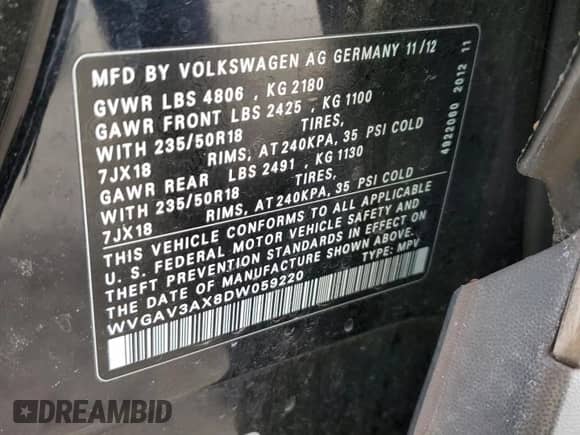 MFD BY VOLKSWAGEN AG GERMANY 11/12
GVWR LBS 4806 , KG 2180
GAWR FRONT LBS 2425 , KG 1100
WITH 235/50R18 TIRES,
7JX18 RIMS, AT 240KPA, 35 PSI COLD
GAWR REAR LBS 2491 , KG 1130
WITH 235/50R18 TIRES,
7JX18 RIMS, AT 240KPA, 35 PSI COLD
THIS VEHICLE CONFORMS TO ALL APPLICABLE
U. S. FEDERAL MOTOR VEHICLE SAFETY AND
THEFT PREVENTION STANDARDS IN EFFECT ON
THE DATE OF MANUFACTURE SHOWN ABOVE.
WVGAV3AX8DW059220 TYPE: MPV
4922060 2012 11
DREAMBID